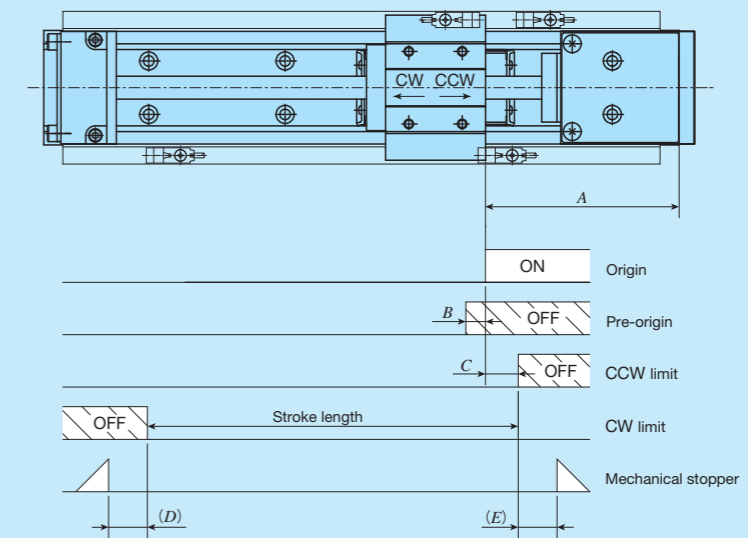 CW CCW
A
ON
Origin
B
OFF
Pre-origin
C
OFF
CCW limit
OFF
Stroke length
CW limit
Mechanical stopper
(D)
(E)